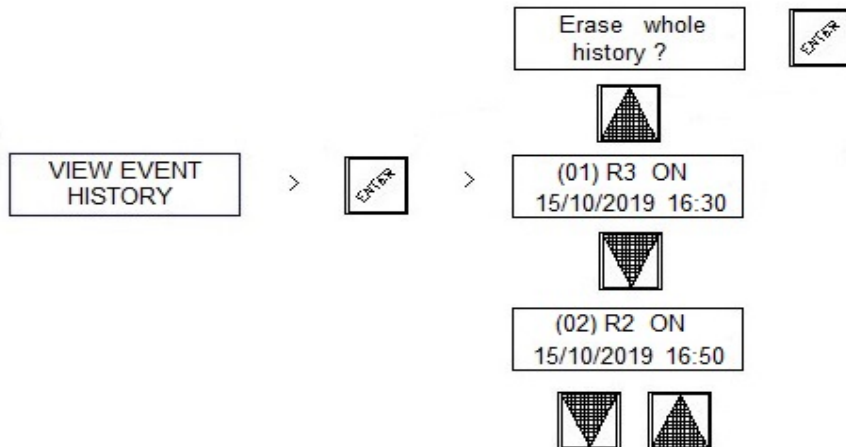 Erase whole
history ?
ENTER
VIEW EVENT
HISTORY
>
ENTER
>
(01) R3 ON
15/10/2019 16:30
(02) R2 ON
15/10/2019 16:50